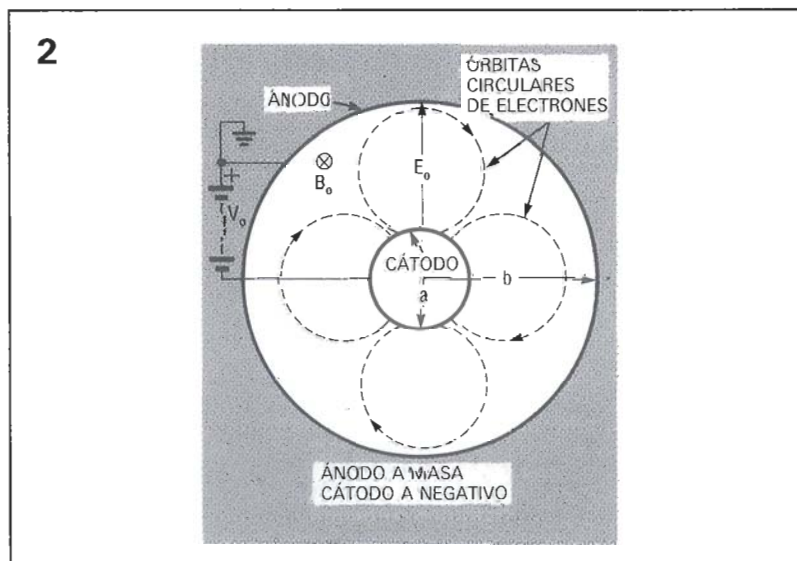 2
ÓRBITAS
CIRCULARES
DE ELECTRONES
ÁNODO
E₀
⊗
B₀
+
V₀
CÁTODO
a
b
ÁNODO A MASA
CÁTODO A NEGATIVO